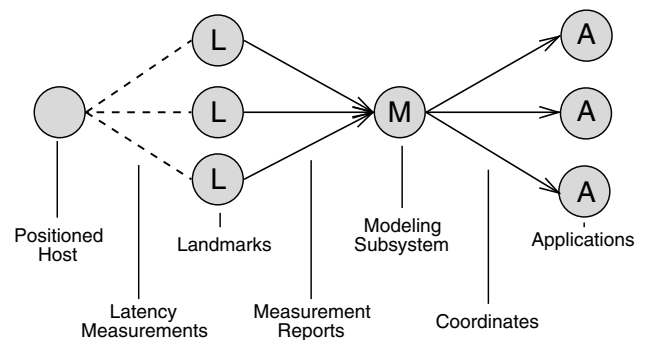 L
L
L
M
A
A
A
Positioned
Host
Landmarks
Modeling
Subsystem
Applications
Latency
Measurements
Measurement
Reports
Coordinates